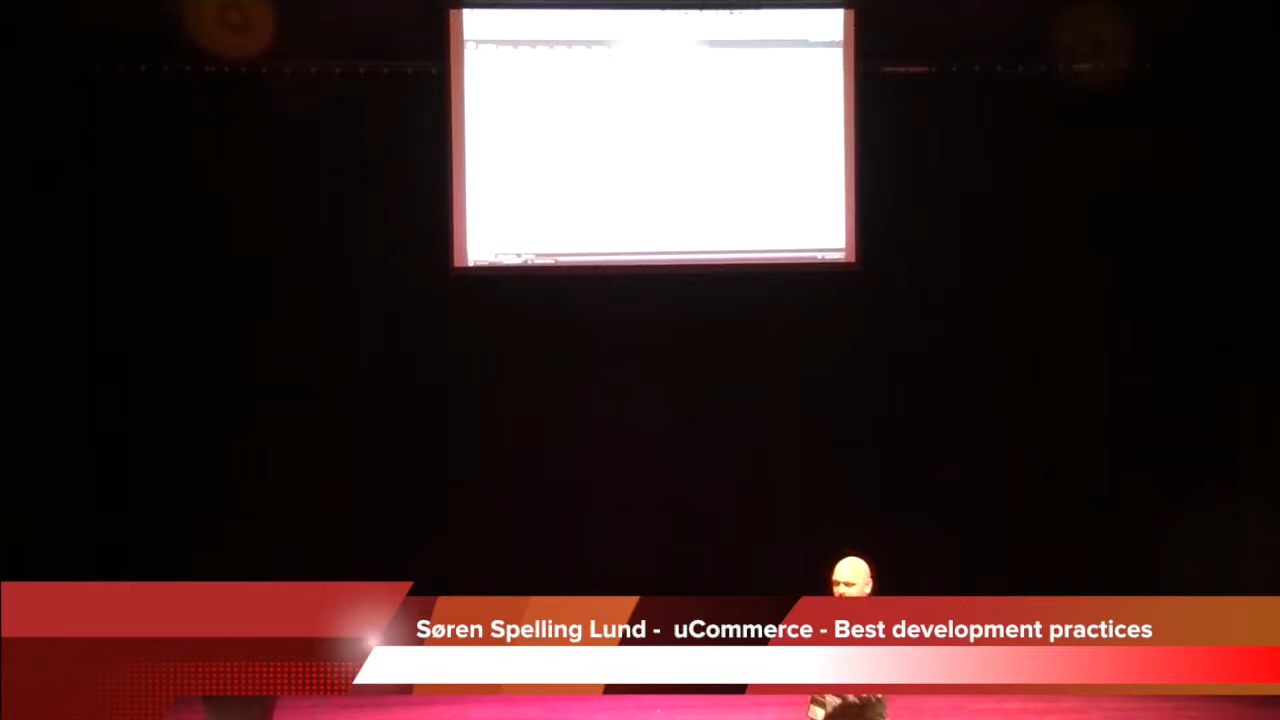 Søren Spelling Lund -  uCommerce - Best development practices